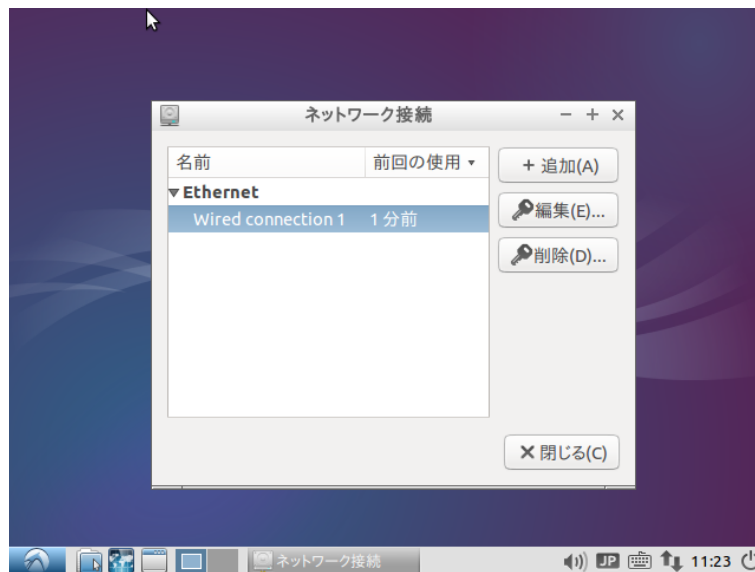 ネットワーク接続
名前 前回の使用
+ 追加(A)
Ethernet
Wired connection 1 1 分前
編集(E)...
削除(D)...
閉じる(C)
ネットワーク接続
JP 11:23